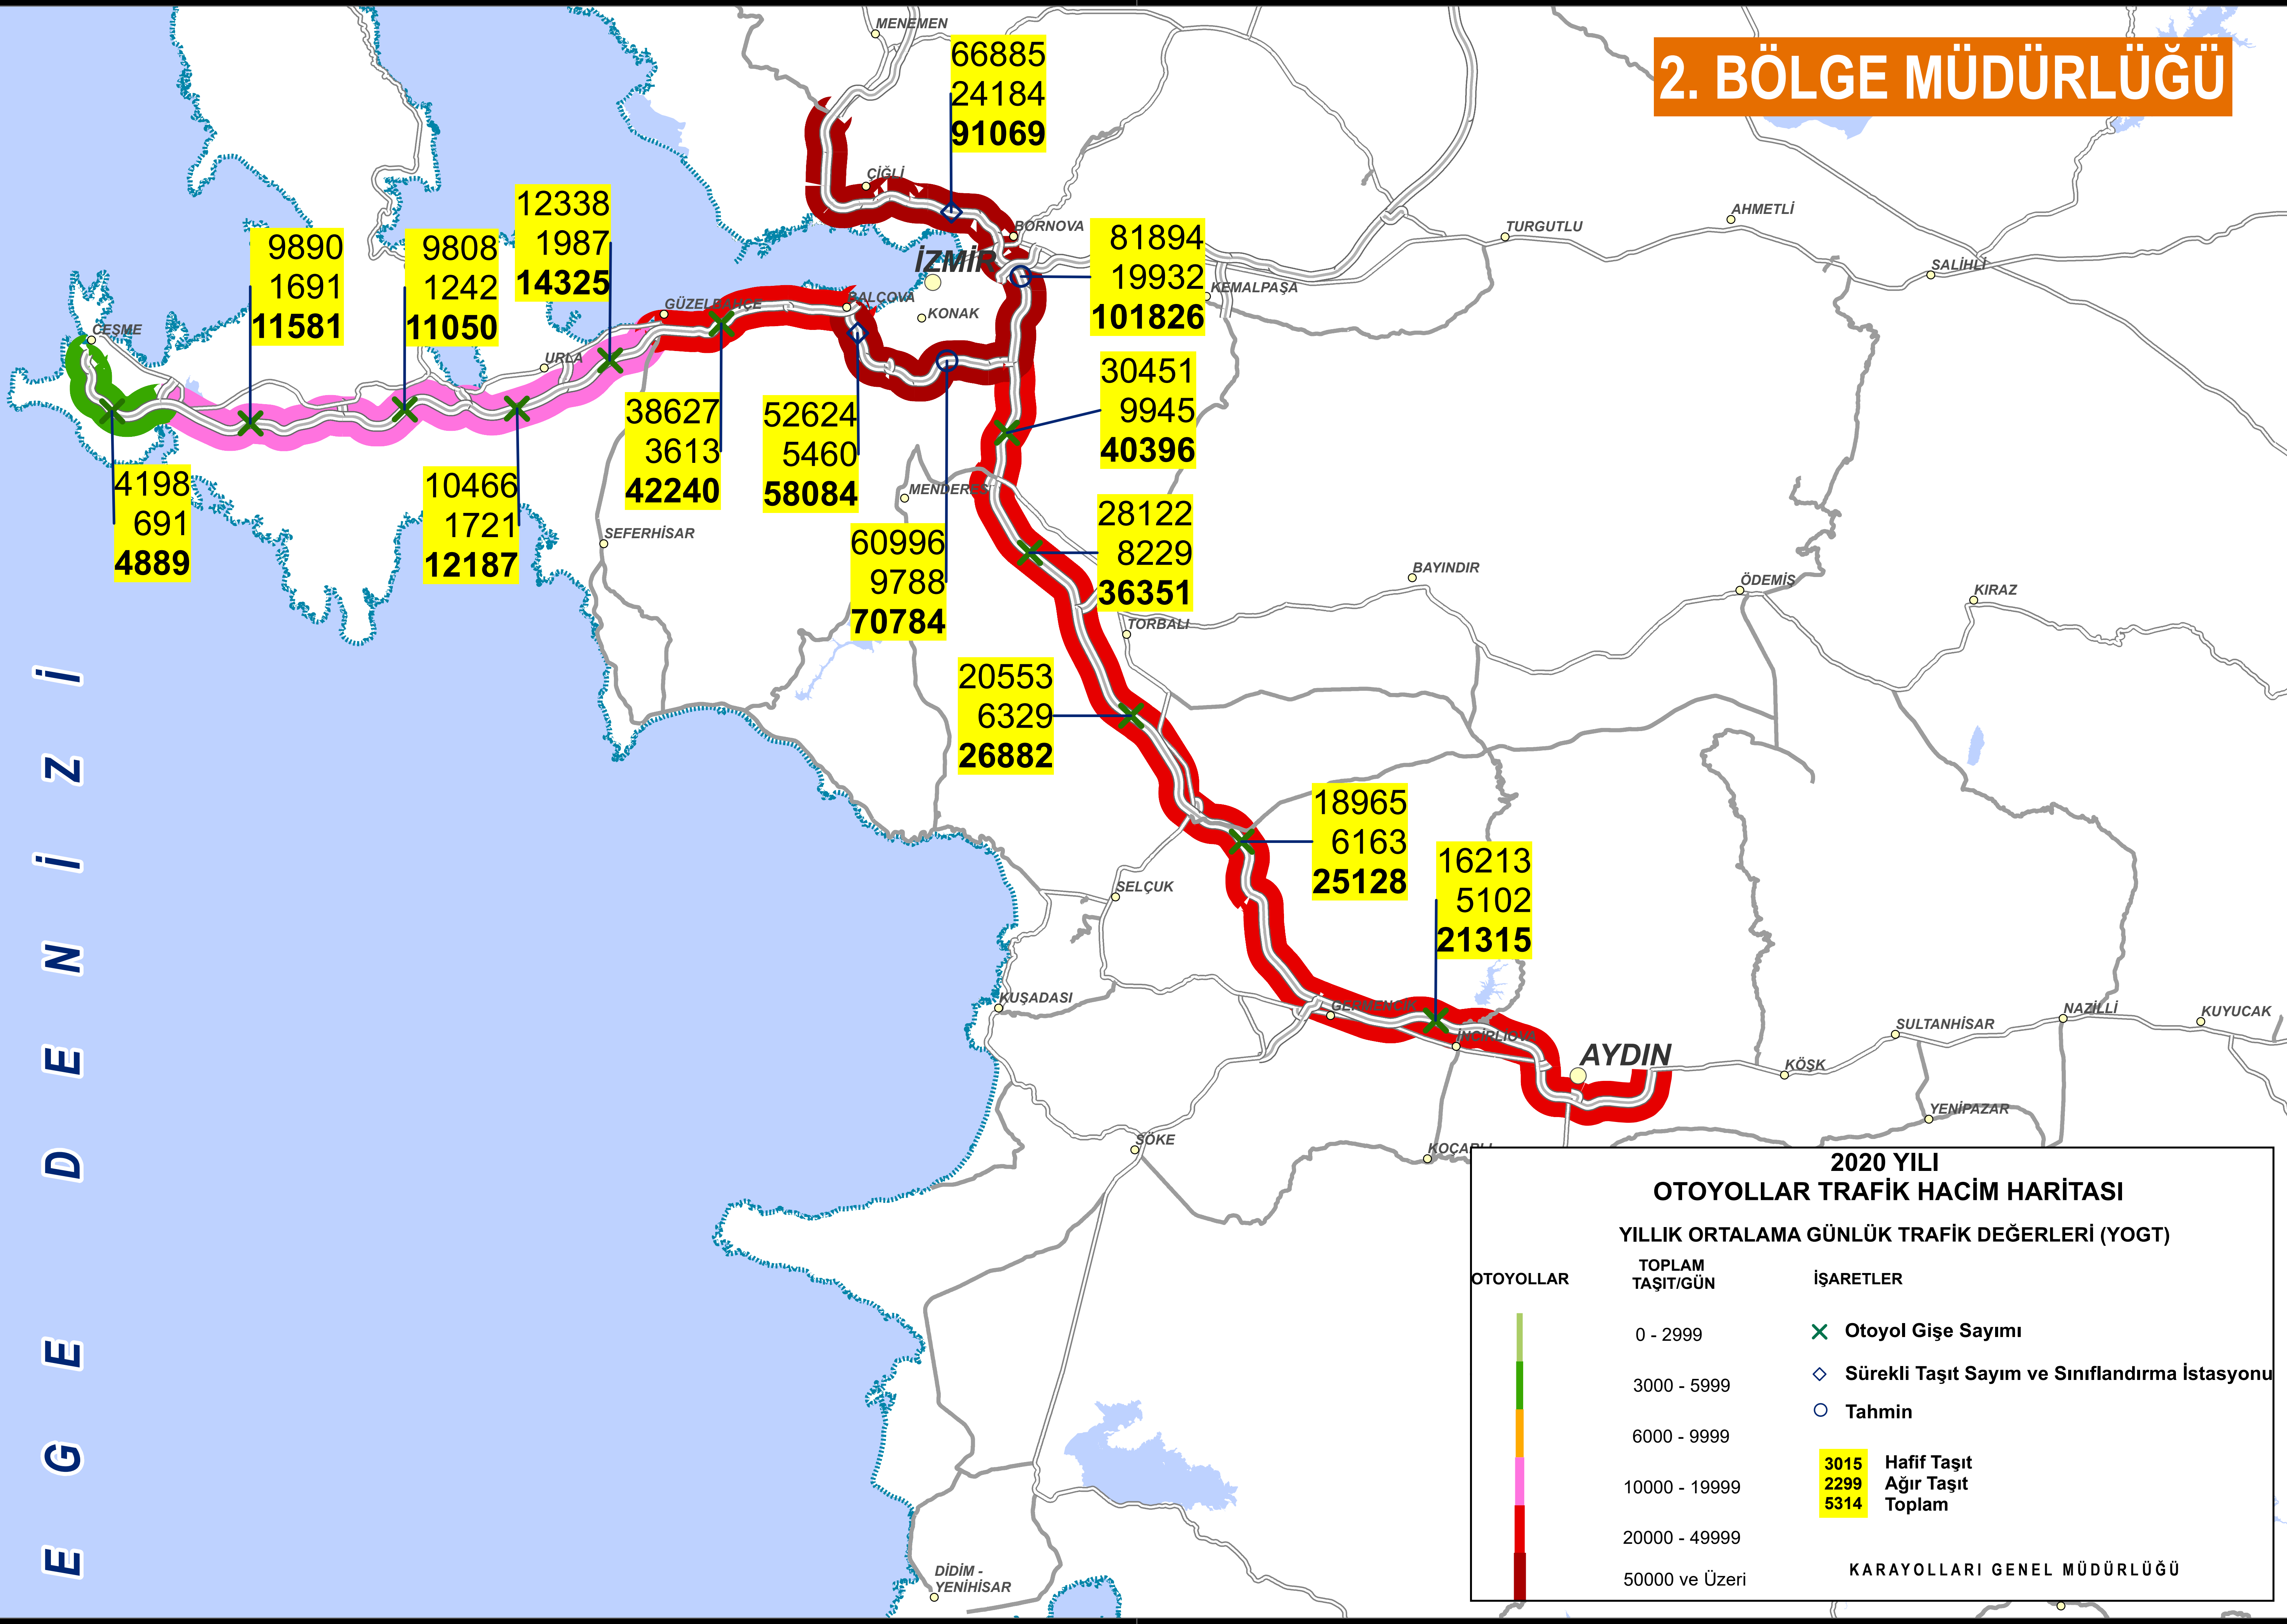 2. BÖLGE MÜDÜRLÜĞÜ
MENEMEN
66885
24184
91069
ÇİĞLİ
BORNOVA
İZMİR
12338
1987
14325
9890
1691
11581
9808
1242
11050
81894
19932
101826
TURGUTLU
AHMETLİ
SALİHLİ
KEMALPAŞA
ÇEŞME
URLA
GÜZELBAHÇE
BALÇOVA
KONAK
30451
9945
40396
38627
3613
42240
52624
5460
58084
4198
691
4889
10466
1721
12187
MENDERES
SEFERHİSAR
28122
8229
36351
60996
9788
70784
TORBALI
BAYINDIR
ÖDEMİŞ
KIRAZ
20553
6329
26882
18965
6163
25128
16213
5102
21315
SELÇUK
KUŞADASI
GERMENCİK
İNCİRLİOVA
AYDIN
KÖŞK
SULTANHİSAR
NAZİLLİ
KUYUCAK
YENİPAZAR
SÖKE
KOÇARLI
DİDİM -
YENİHİSAR
EGE DENİZİ
2020 YILI
OTOYOLLAR TRAFİK HACİM HARİTASI
YILLIK ORTALAMA GÜNLÜK TRAFİK DEĞERLERİ (YOGT)
OTOYOLLAR
TOPLAM
TAŞIT/GÜN
İŞARETLER
0 - 2999
3000 - 5999
6000 - 9999
10000 - 19999
20000 - 49999
50000 ve Üzeri
Otoyol Gişe Sayımı
Sürekli Taşıt Sayım ve Sınıflandırma İstasyonu
Tahmin
3015 Hafif Taşıt
2299 Ağır Taşıt
5314 Toplam
KARAYOLLARI GENEL MÜDÜRLÜĞÜ